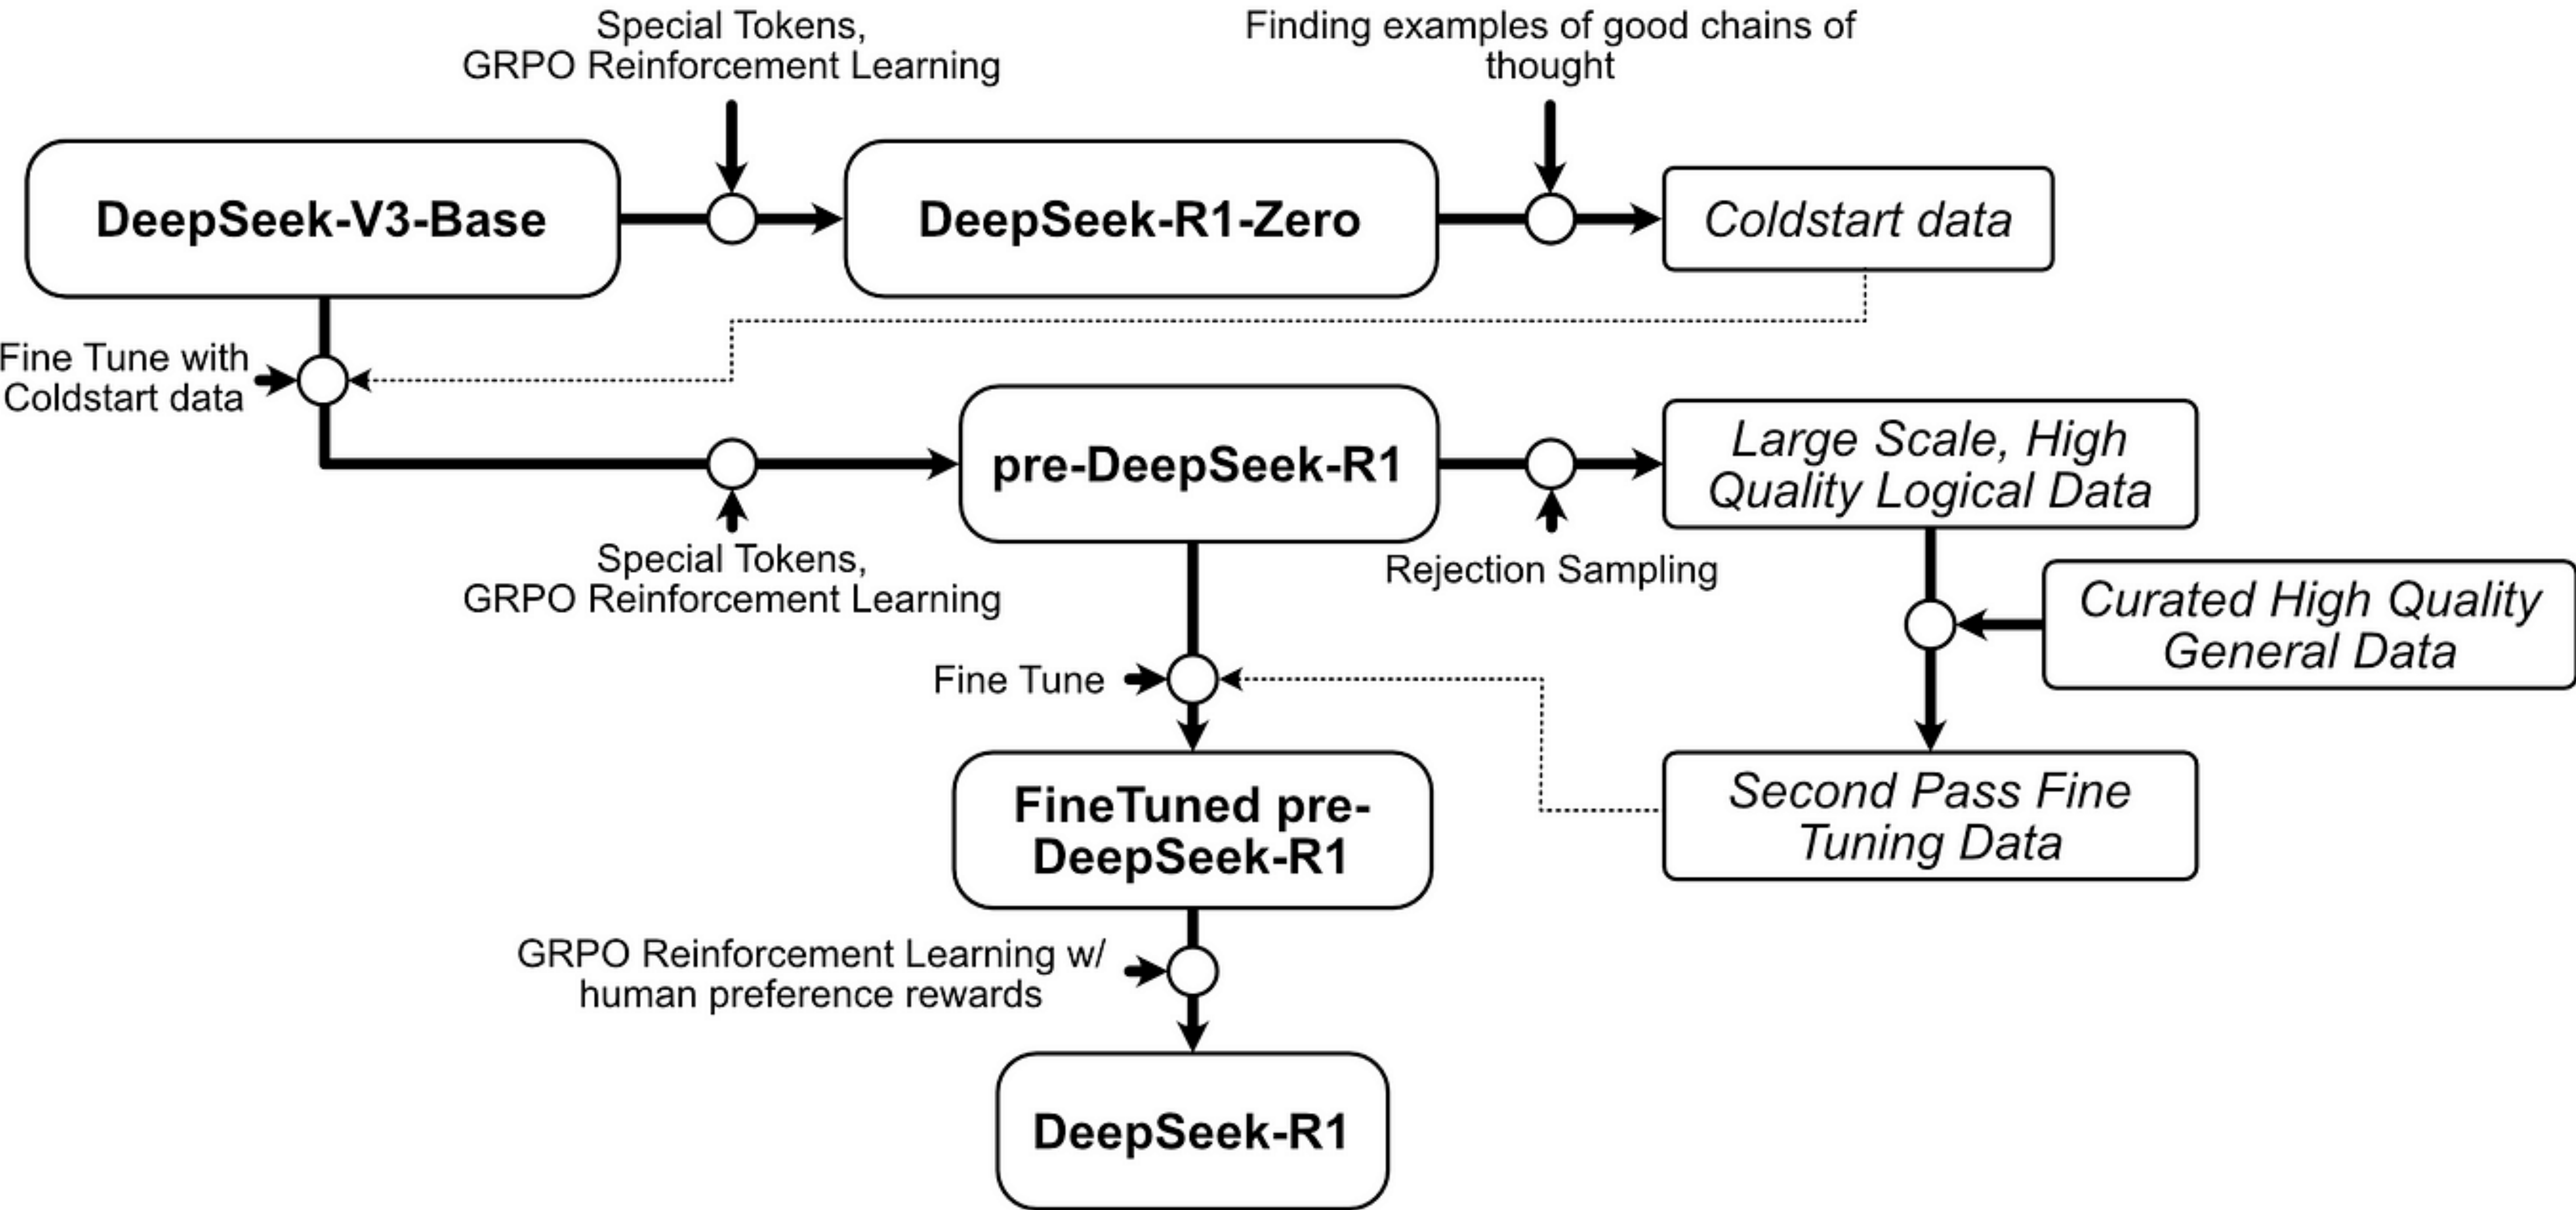 Special Tokens,
GRPO Reinforcement Learning
Finding examples of good chains of
thought
DeepSeek-V3-Base
DeepSeek-R1-Zero
Coldstart data
Fine Tune with
Coldstart data
pre-DeepSeek-R1
Large Scale, High
Quality Logical Data
Special Tokens,
GRPO Reinforcement Learning
Rejection Sampling
Curated High Quality
General Data
Fine Tune
FineTuned pre-
DeepSeek-R1
Second Pass Fine
Tuning Data
GRPO Reinforcement Learning w/
human preference rewards
DeepSeek-R1